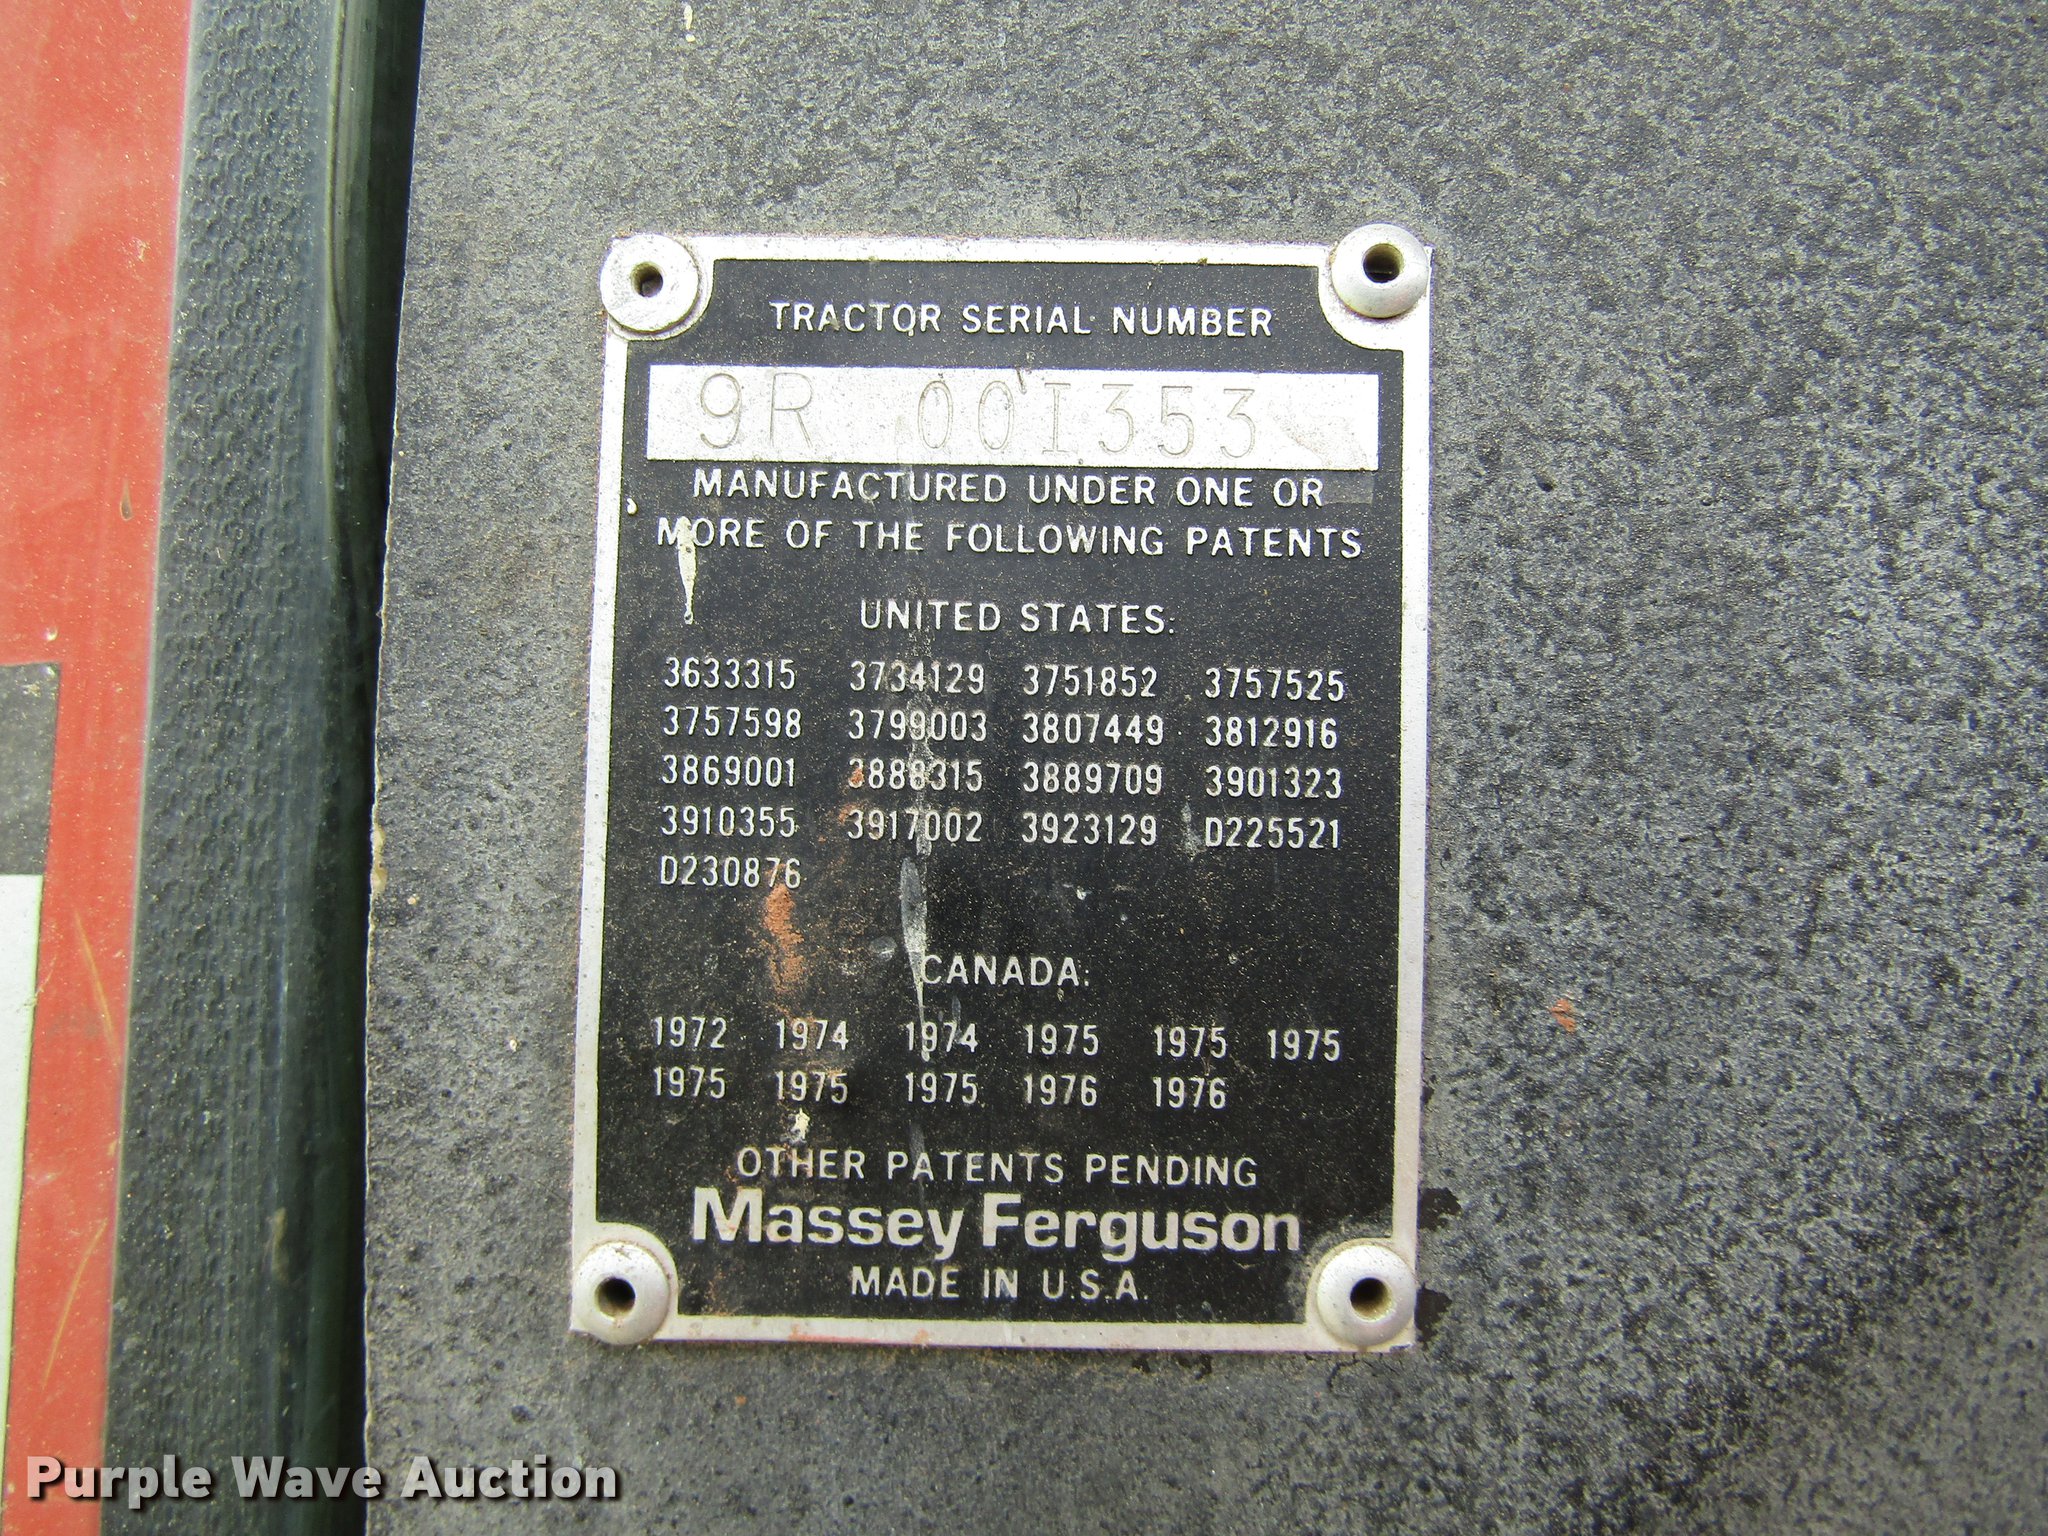 TRACTOR SERIAL NUMBER
9R 001353
MANUFACTURED UNDER ONE OR
MORE OF THE FOLLOWING PATENTS
UNITED STATES:
3633315 3734129 3751852 3757525
3757598 3799003 3807449 3812916
3869001 3888315 3889709 3901323
3910355 3917002 3923129 D225521
D230876
CANADA:
1972 1974 1974 1975 1975 1975
1975 1975 1975 1976 1976
OTHER PATENTS PENDING
Massey Ferguson
MADE IN U.S.A.
Purple Wave Auction